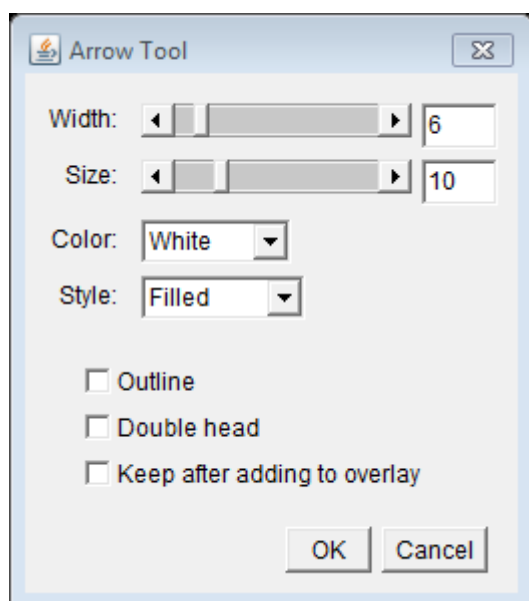 Arrow Tool
Width: 6
Size: 10
Color: White
Style: Filled
Outline
Double head
Keep after adding to overlay
OK Cancel